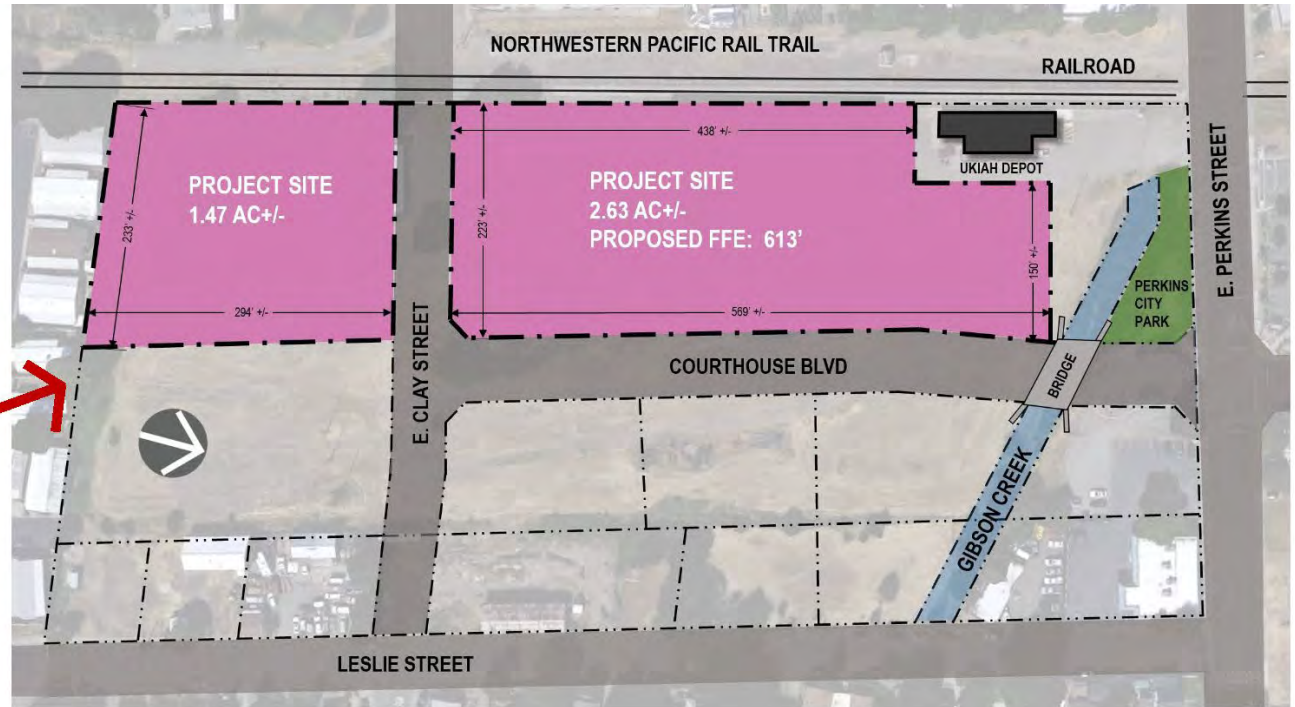 NORTHWESTERN PACIFIC RAIL TRAIL
RAILROAD
438' +/-
UKIAH DEPOT
PROJECT SITE
1.47 AC+/-
233' +/-
294' +/-
E. CLAY STREET
223' +/-
PROJECT SITE
2.63 AC+/-
PROPOSED FFE: 613'
569' +/-
150' +/-
PERKINS
CITY
PARK
E. PERKINS STREET
COURTHOUSE BLVD
BRIDGE
GIBSON CREEK
LESLIE STREET